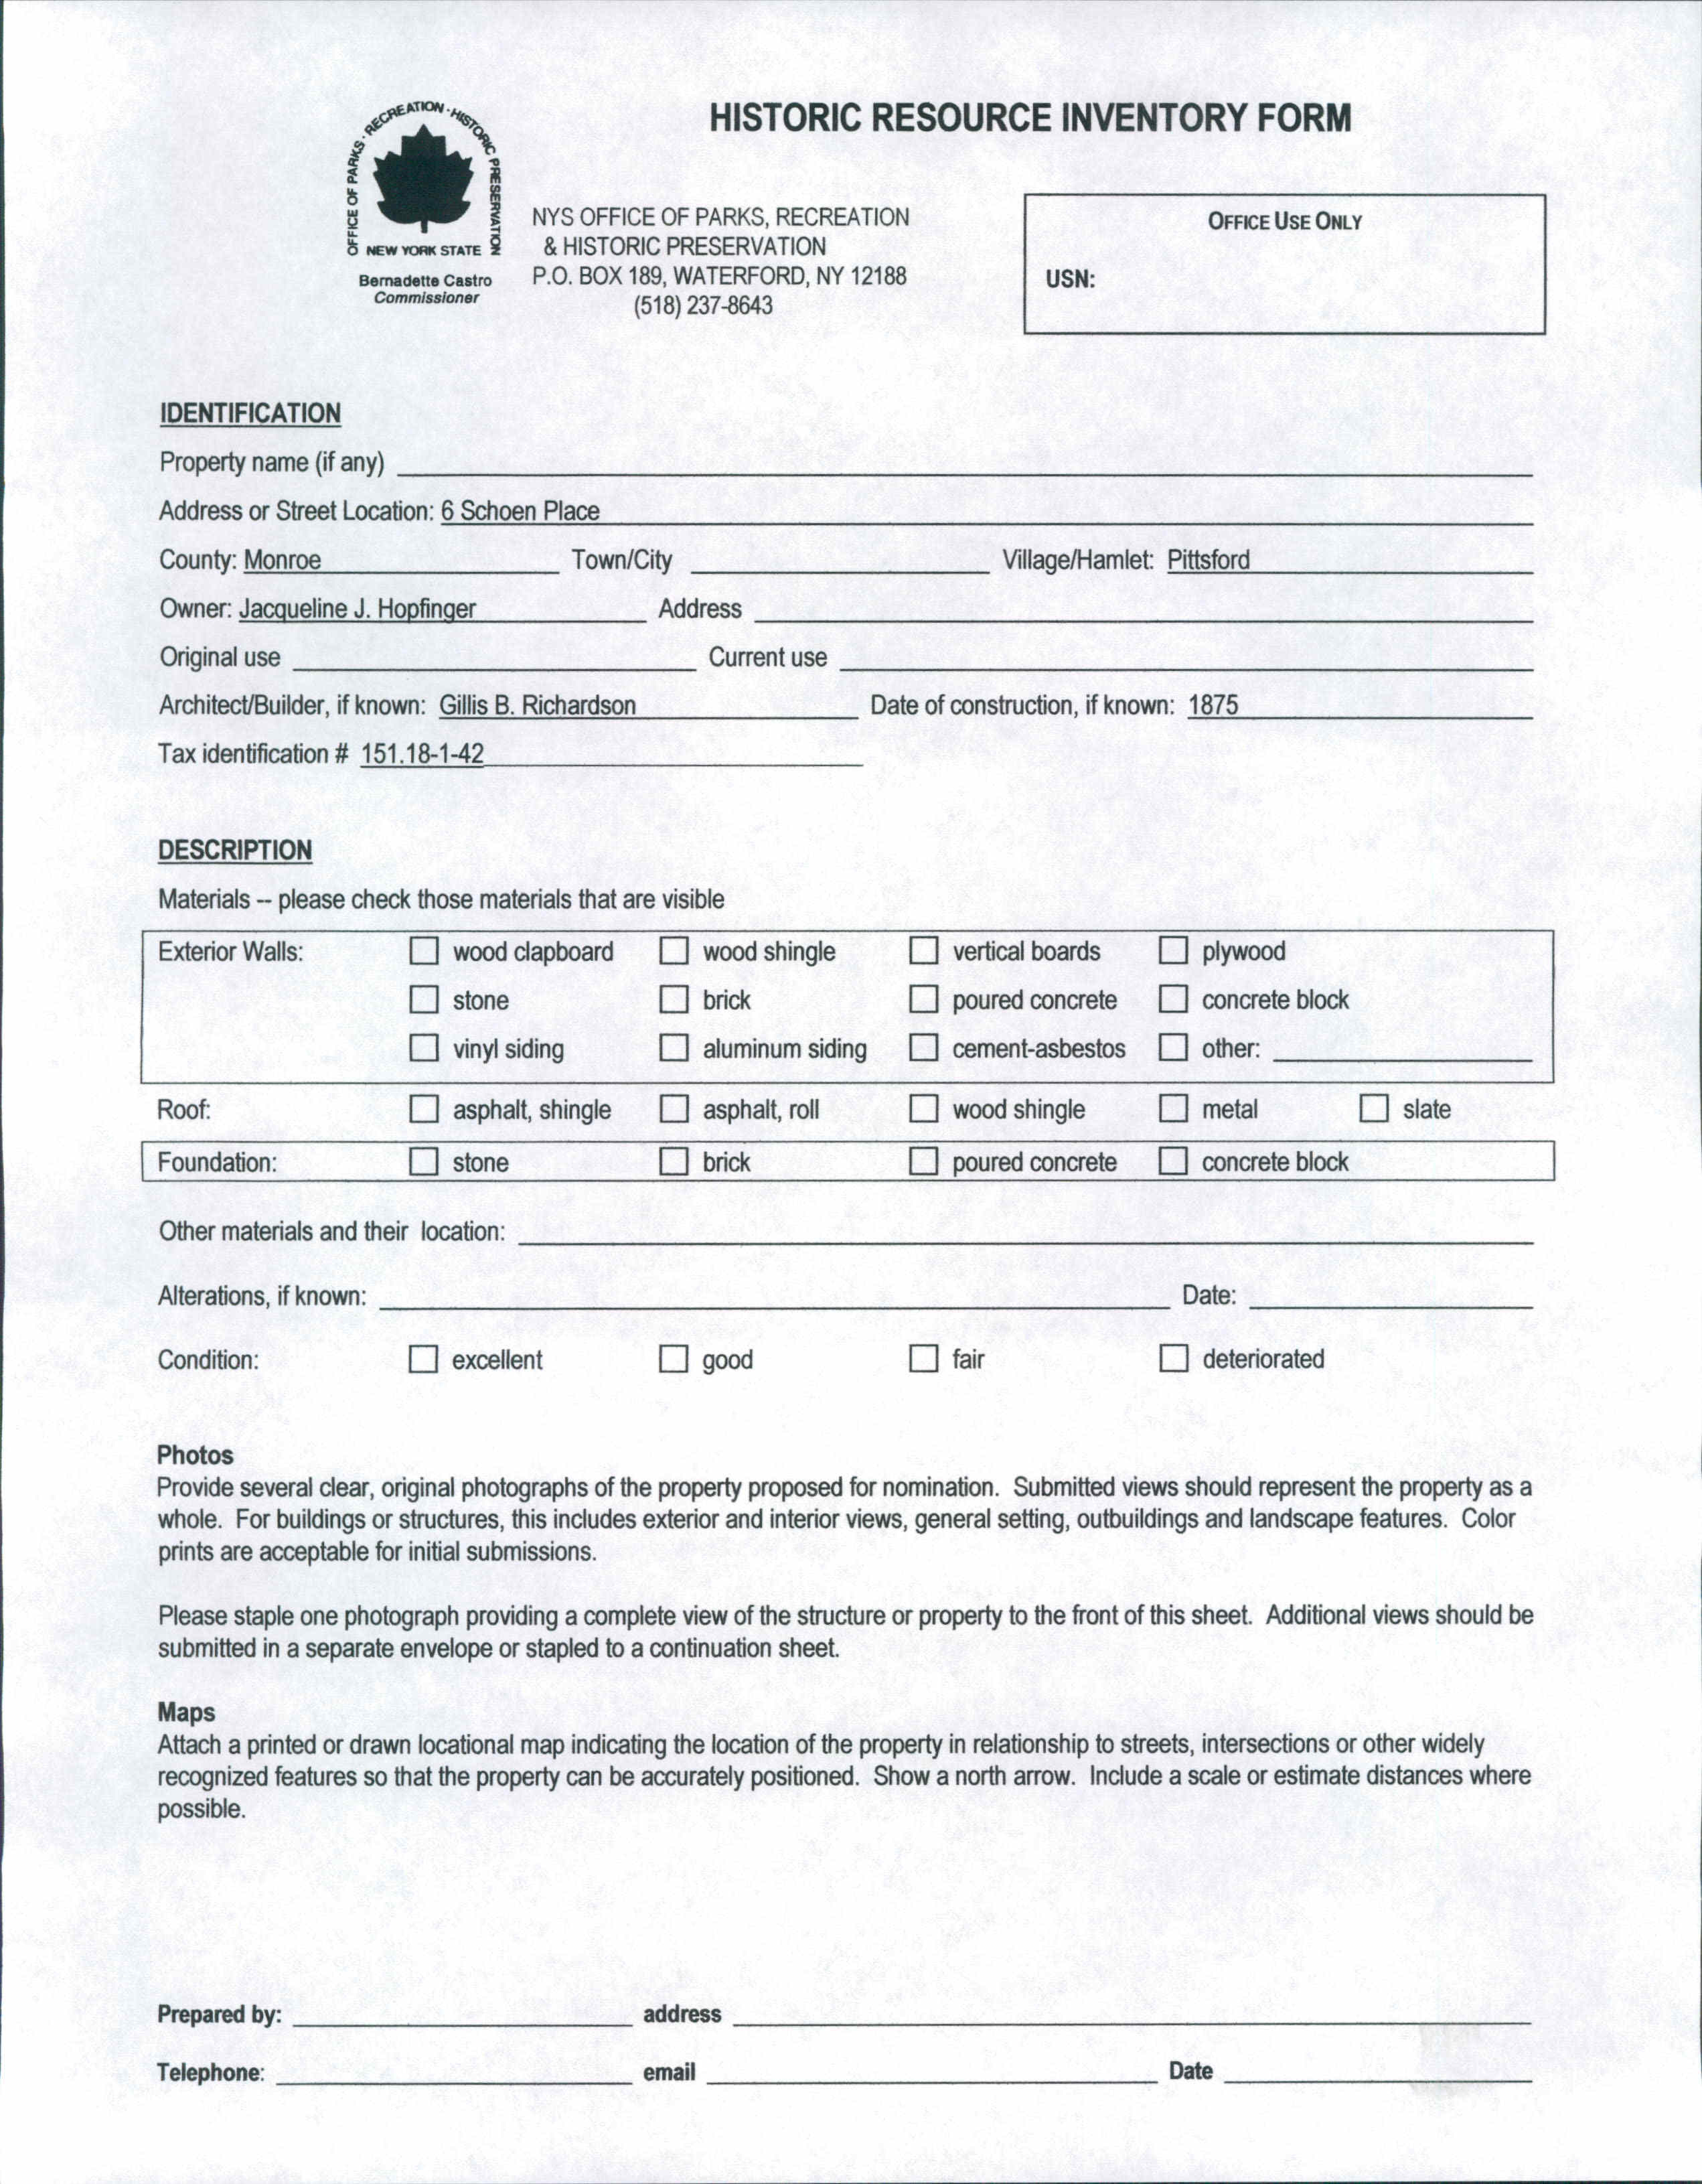 HISTORIC RESOURCE INVENTORY FORM
OFFICE OF PARKS · RECREATION · HISTORIC PRESERVATION
NEW YORK STATE
Bernadette Castro
Commissioner
NYS OFFICE OF PARKS, RECREATION
& HISTORIC PRESERVATION
P.O. BOX 189, WATERFORD, NY 12188
(518) 237-8643
OFFICE USE ONLY
USN:
IDENTIFICATION
Property name (if any)
Address or Street Location: 6 Schoen Place
County: Monroe Town/City Village/Hamlet: Pittsford
Owner: Jacqueline J. Hopfinger Address
Original use Current use
Architect/Builder, if known: Gillis B. Richardson Date of construction, if known: 1875
Tax identification # 151.18-1-42
DESCRIPTION
Materials -- please check those materials that are visible
Exterior Walls: wood clapboard wood shingle vertical boards plywood
stone brick poured concrete concrete block
vinyl siding aluminum siding cement-asbestos other:
Roof: asphalt, shingle asphalt, roll wood shingle metal slate
Foundation: stone brick poured concrete concrete block
Other materials and their location:
Alterations, if known: Date:
Condition: excellent good fair deteriorated
Photos
Provide several clear, original photographs of the property proposed for nomination. Submitted views should represent the property as a
whole. For buildings or structures, this includes exterior and interior views, general setting, outbuildings and landscape features. Color
prints are acceptable for initial submissions.
Please staple one photograph providing a complete view of the structure or property to the front of this sheet. Additional views should be
submitted in a separate envelope or stapled to a continuation sheet.
Maps
Attach a printed or drawn locational map indicating the location of the property in relationship to streets, intersections or other widely
recognized features so that the property can be accurately positioned. Show a north arrow. Include a scale or estimate distances where
possible.
Prepared by: address
Telephone: email Date